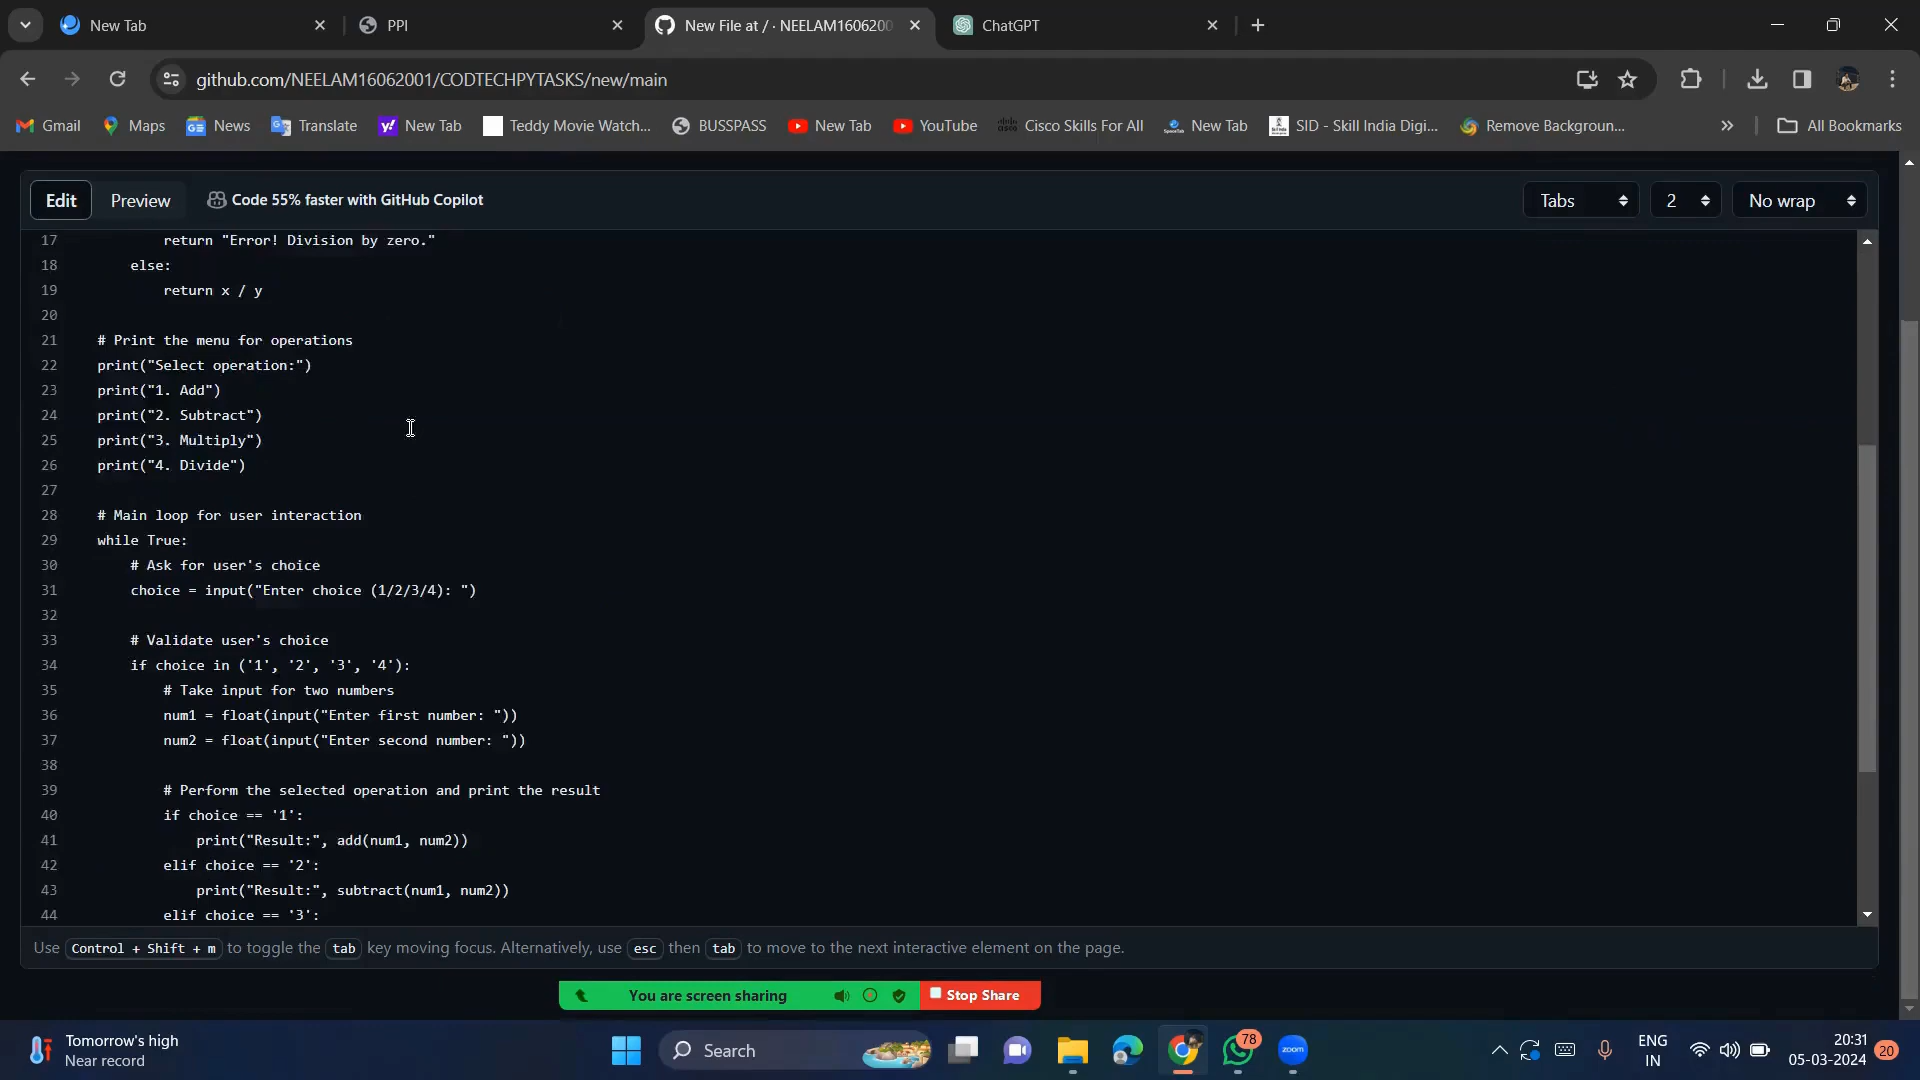 New Tab
PPI
New File at / · NEELAM1606200
ChatGPT
github.com/NEELAM16062001/CODTECHPYTASKS/new/main
Gmail
Maps
News
Translate
New Tab
Teddy Movie Watch...
BUSSPASS
New Tab
YouTube
Cisco Skills For All
New Tab
SID - Skill India Digi...
Remove Backgroun...
»
All Bookmarks
Edit
Preview
Code 55% faster with GitHub Copilot
Tabs
2
No wrap
17 return "Error! Division by zero."
18 else:
19 return x / y
20
21 # Print the menu for operations
22 print("Select operation:")
23 print("1. Add")
24 print("2. Subtract")
25 print("3. Multiply")
26 print("4. Divide")
27
28 # Main loop for user interaction
29 while True:
30 # Ask for user's choice
31 choice = input("Enter choice (1/2/3/4): ")
32
33 # Validate user's choice
34 if choice in ('1', '2', '3', '4'):
35 # Take input for two numbers
36 num1 = float(input("Enter first number: "))
37 num2 = float(input("Enter second number: "))
38
39 # Perform the selected operation and print the result
40 if choice == '1':
41 print("Result:", add(num1, num2))
42 elif choice == '2':
43 print("Result:", subtract(num1, num2))
44 elif choice == '3':
Use Control + Shift + m to toggle the tab key moving focus. Alternatively, use esc then tab to move to the next interactive element on the page.
You are screen sharing
Stop Share
Tomorrow's high
Near record
Search
78
zoom
ENG
IN
20:31
05-03-2024
20